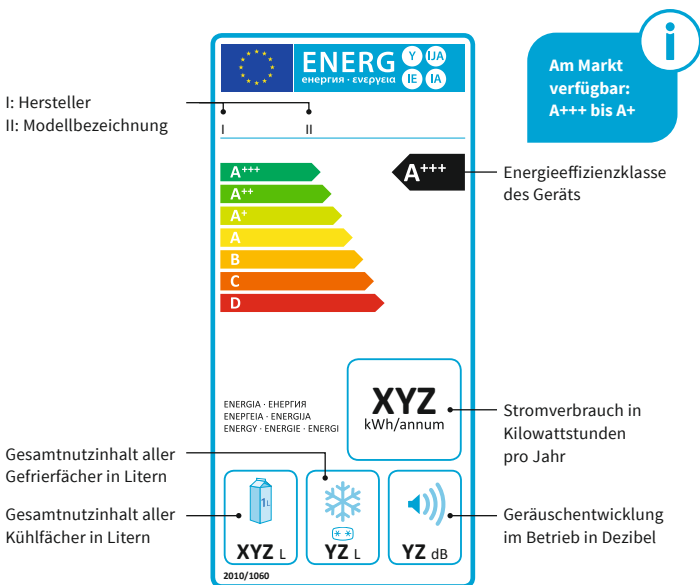 ENERG Y IJA
енергия · ενεργεια IE IA
i
Am Markt
verfügbar:
A+++ bis A+
I: Hersteller
II: Modellbezeichnung
I II
A+++
A++
A+
A
B
C
D
A+++
Energieeffizienzklasse
des Geräts
ENERGIA · ЕНЕРГИЯ
ΕΝΕΡΓΕΙΑ · ENERGIJA
ENERGY · ENERGIE · ENERGI
XYZ
kWh/annum
Stromverbrauch in
Kilowattstunden
pro Jahr
Gesamtnutzinhalt aller
Gefrierfächer in Litern
Gesamtnutzinhalt aller
Kühlfächer in Litern
1L
XYZ L
YZ L
YZ dB
Geräuschentwicklung
im Betrieb in Dezibel
2010/1060